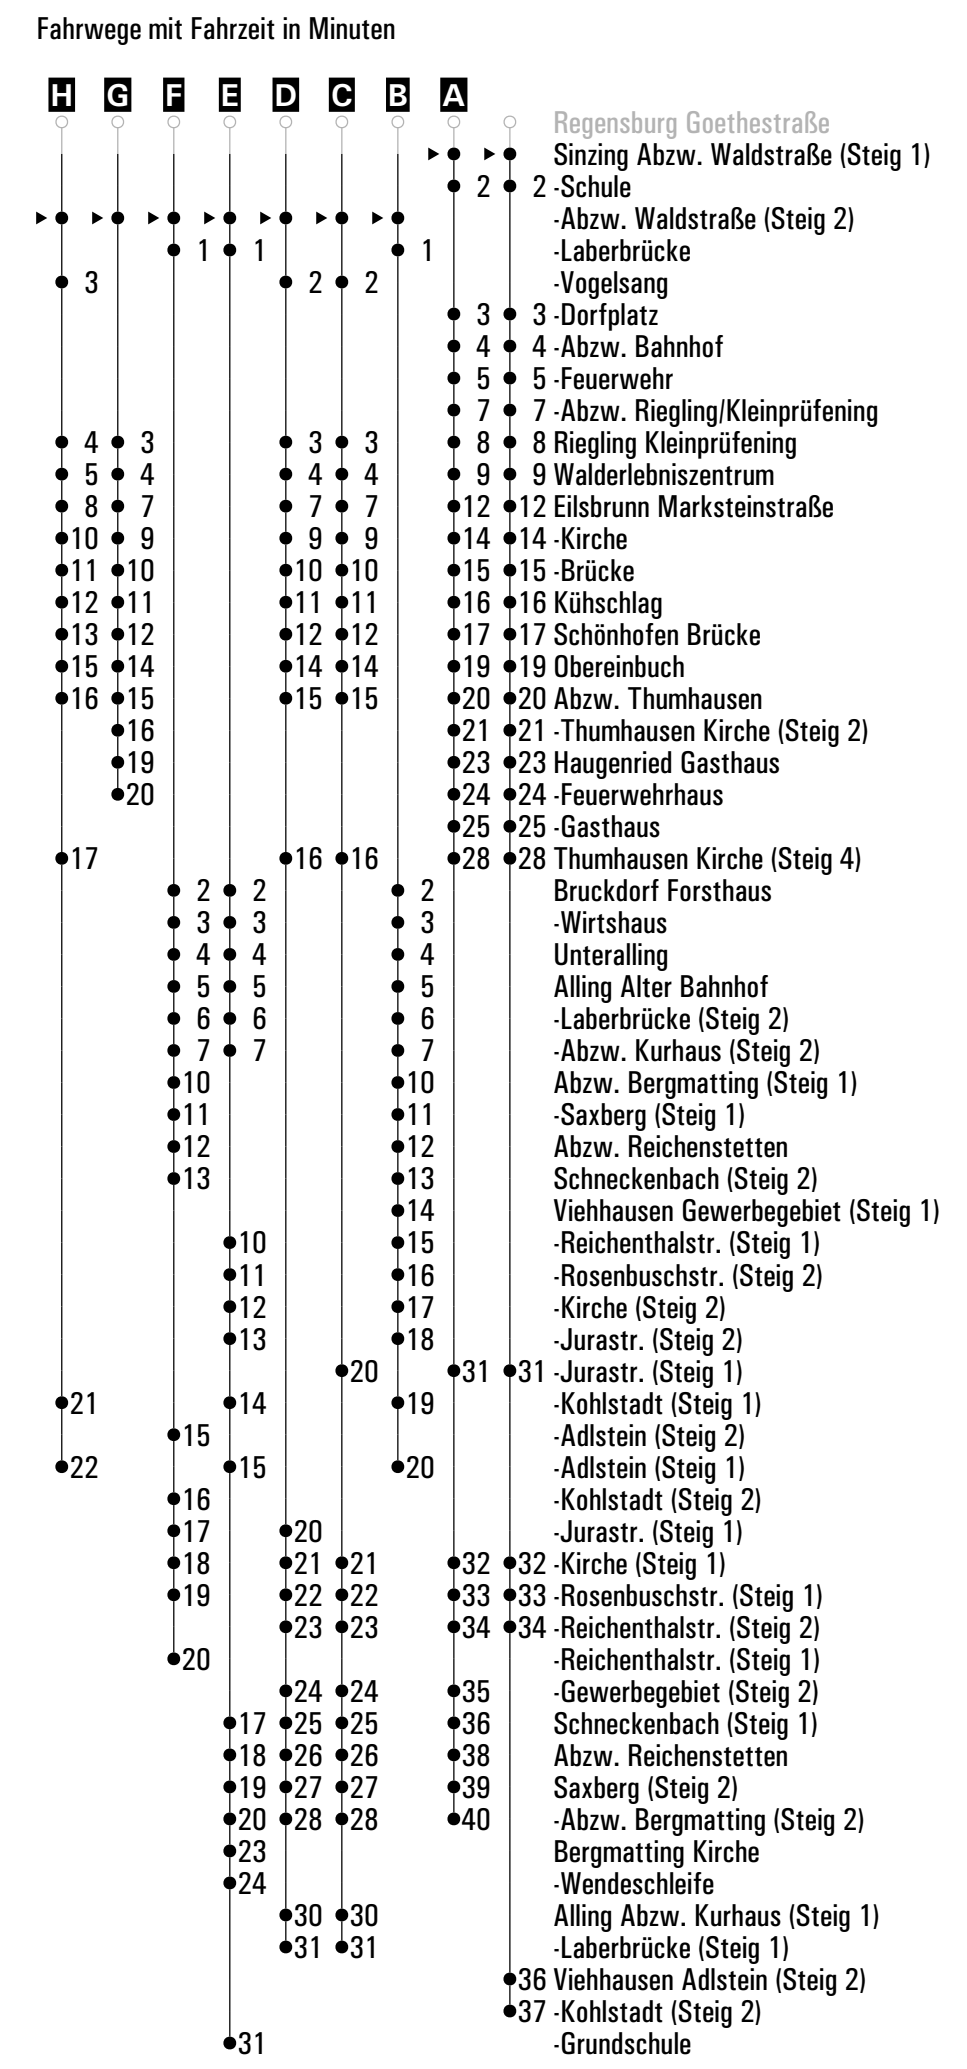 Fahrwege mit Fahrzeit in Minuten
H G F E D C B A
Regensburg Goethestraße
Sinzing Abzw. Waldstraße (Steig 1)
2 2 -Schule
-Abzw. Waldstraße (Steig 2)
1 1 1 -Laberbrücke
3 2 2 -Vogelsang
3 3 -Dorfplatz
4 4 -Abzw. Bahnhof
5 5 -Feuerwehr
7 7 -Abzw. Riegling/Kleinprüfening
4 3 3 3 8 8 Riegling Kleinprüfening
5 4 4 4 9 9 Walderlebniszentrum
8 7 7 7 12 12 Eilsbrunn Marksteinstraße
10 9 9 9 14 14 -Kirche
11 10 10 10 15 15 -Brücke
12 11 11 11 16 16 Kühschlag
13 12 12 12 17 17 Schönhofen Brücke
15 14 14 14 19 19 Obereinbuch
16 15 15 15 20 20 Abzw. Thumhausen
16 21 21 -Thumhausen Kirche (Steig 2)
19 23 23 Haugenried Gasthaus
20 24 24 -Feuerwehrhaus
25 25 -Gasthaus
17 16 16 28 28 Thumhausen Kirche (Steig 4)
2 2 2 Bruckdorf Forsthaus
3 3 3 -Wirtshaus
4 4 4 Unteralling
5 5 5 Alling Alter Bahnhof
6 6 6 -Laberbrücke (Steig 2)
7 7 7 -Abzw. Kurhaus (Steig 2)
10 10 Abzw. Bergmatting (Steig 1)
11 11 -Saxberg (Steig 1)
12 12 Abzw. Reichenstetten
13 13 Schneckenbach (Steig 2)
14 Viehhausen Gewerbegebiet (Steig 1)
10 15 -Reichenthalstr. (Steig 1)
11 16 -Rosenbuschstr. (Steig 2)
12 17 -Kirche (Steig 2)
13 18 -Jurastr. (Steig 2)
20 31 31 -Jurastr. (Steig 1)
21 14 19 -Kohlstadt (Steig 1)
15 -Adlstein (Steig 2)
22 15 20 -Adlstein (Steig 1)
16 -Kohlstadt (Steig 2)
17 20 -Jurastr. (Steig 1)
18 21 21 32 32 -Kirche (Steig 1)
19 22 22 33 33 -Rosenbuschstr. (Steig 1)
23 23 34 34 -Reichenthalstr. (Steig 2)
20 -Reichenthalstr. (Steig 1)
24 24 35 -Gewerbegebiet (Steig 2)
17 25 25 36 Schneckenbach (Steig 1)
18 26 26 38 Abzw. Reichenstetten
19 27 27 39 Saxberg (Steig 2)
20 28 28 40 -Abzw. Bergmatting (Steig 2)
23 Bergmatting Kirche
24 -Wendeschleife
30 30 Alling Abzw. Kurhaus (Steig 1)
31 31 -Laberbrücke (Steig 1)
36 Viehhausen Adlstein (Steig 2)
37 -Kohlstadt (Steig 2)
31 -Grundschule